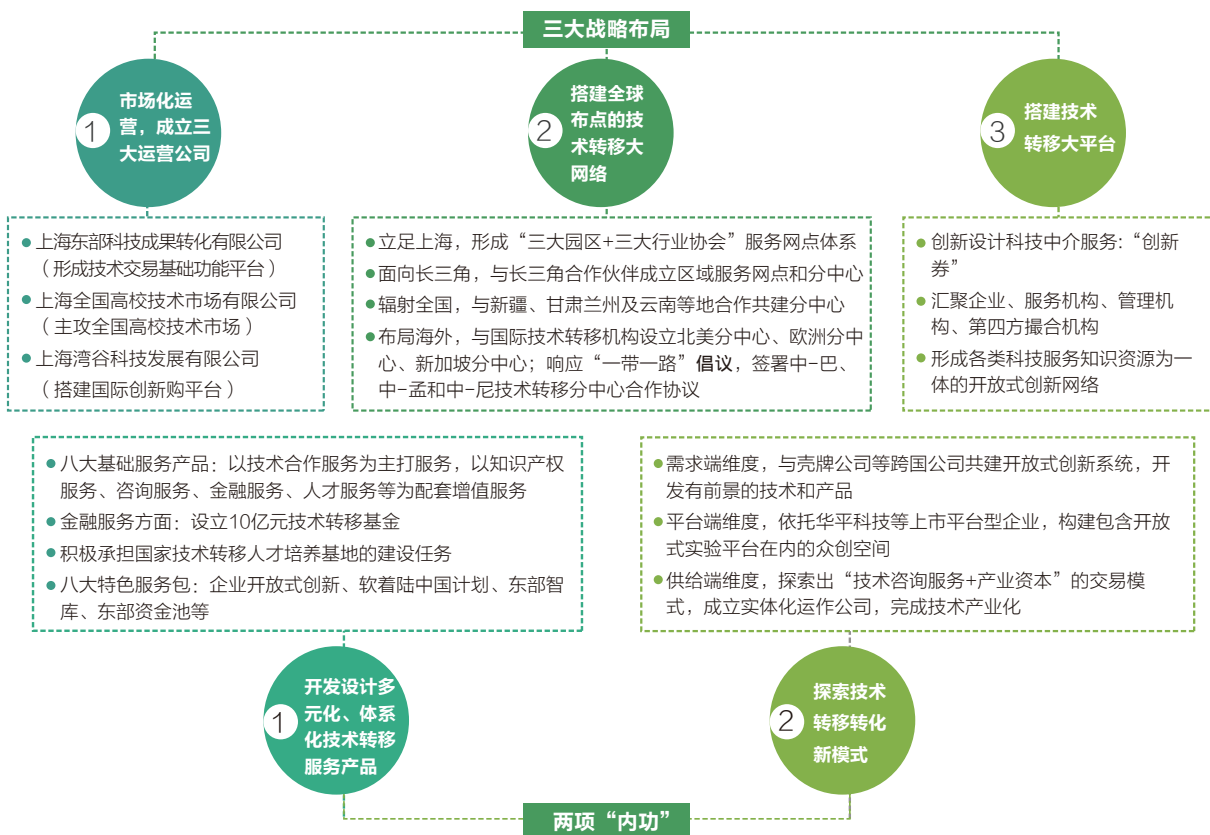 三大战略布局
1
市场化运
营，成立三
大运营公司
2
搭建全球
布点的技
术转移大
网络
3
搭建技术
转移大平台
上海东部科技成果转化有限公司
（形成技术交易基础功能平台）
上海全国高校技术市场有限公司
（主攻全国高校技术市场）
上海湾谷科技发展有限公司
（搭建国际创新购平台）
立足上海，形成“三大园区+三大行业协会”服务网点体系
面向长三角，与长三角合作伙伴成立区域服务网点和分中心
辐射全国，与新疆、甘肃兰州及云南等地合作共建分中心
布局海外，与国际技术转移机构设立北美分中心、欧洲分中
心、新加坡分中心；响应“一带一路”倡议，签署中-巴、
中-孟和中-尼技术转移分中心合作协议
创新设计科技中介服务：“创新
券”
汇聚企业、服务机构、管理机
构、第四方撮合机构
形成各类科技服务知识资源为一
体的开放式创新网络
八大基础服务产品：以技术合作服务为主打服务，以知识产权
服务、咨询服务、金融服务、人才服务等为配套增值服务
金融服务方面：设立10亿元技术转移基金
积极承担国家技术转移人才培养基地的建设任务
八大特色服务包：企业开放式创新、软着陆中国计划、东部智
库、东部资金池等
需求端维度，与壳牌公司等跨国公司共建开放式创新系统，开
发有前景的技术和产品
平台端维度，依托华平科技等上市平台型企业，构建包含开放
式实验平台在内的众创空间
供给端维度，探索出“技术咨询服务+产业资本”的交易模
式，成立实体化运作公司，完成技术产业化
1
开发设计多
元化、体系
化技术转移
服务产品
2
探索技术
转移转化
新模式
两项“内功”